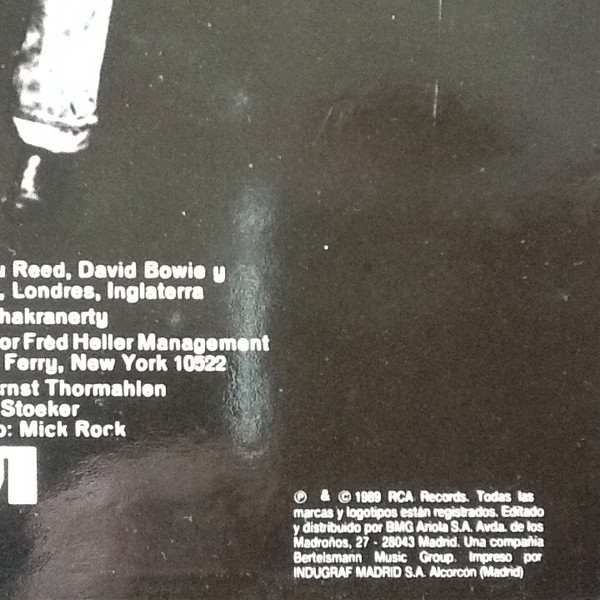 Reed, David Bowie y
, Londres, Inglaterra
hakranerty
or Fred Heller Management
Ferry, New York 10522
rnst Thormahlen
Stoeker
o: Mick Rock
Ⓟ & © 1989 RCA Records. Todas las
marcas y logotipos están registrados. Editado
y distribuido por BMG Ariola S.A. Avda. de los
Madroños, 27 - 28043 Madrid. Una compañia
Bertelsmann Music Group. Impreso por
INDUGRAF MADRID S.A. Alcorcón (Madrid)